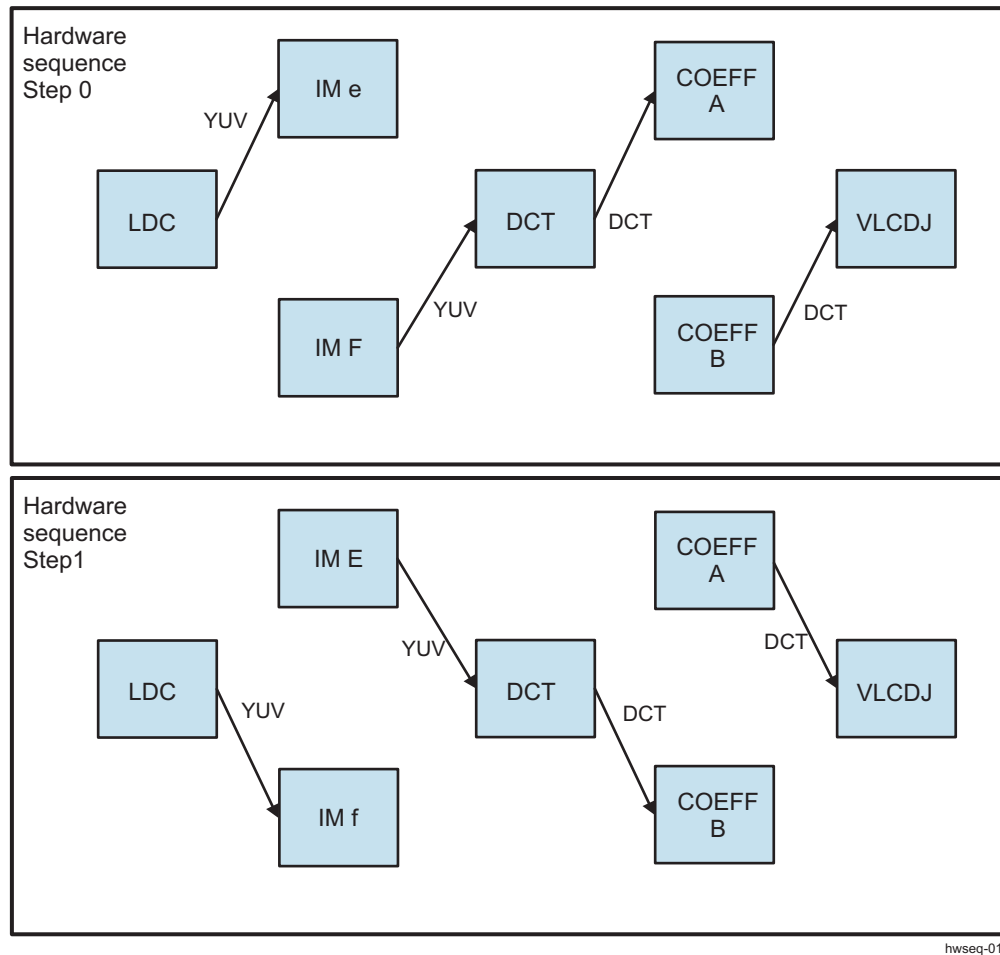 Hardware
sequence
Step 0
IM e
COEFF
A
YUV
LDC
DCT
DCT
VLCDJ
YUV
DCT
IM F
COEFF
B
Hardware
sequence
Step1
IM E
COEFF
A
YUV
DCT
LDC
DCT
VLCDJ
YUV
DCT
IM f
COEFF
B
hwseq-01